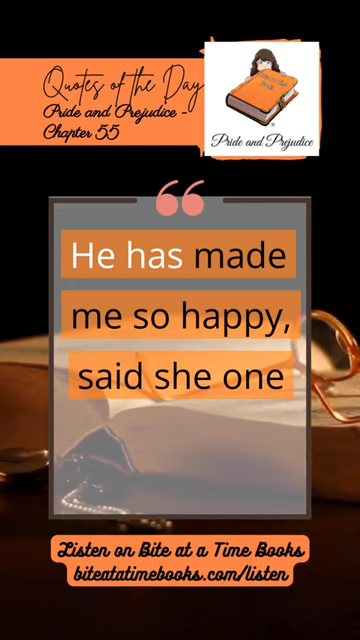 Quotes of the Day
Pride and Prejudice -
Chapter 55
Pride and Prejudice
He has made
me so happy,
said she one
Listen on Bite at a Time Books
biteatatimebooks.com/listen